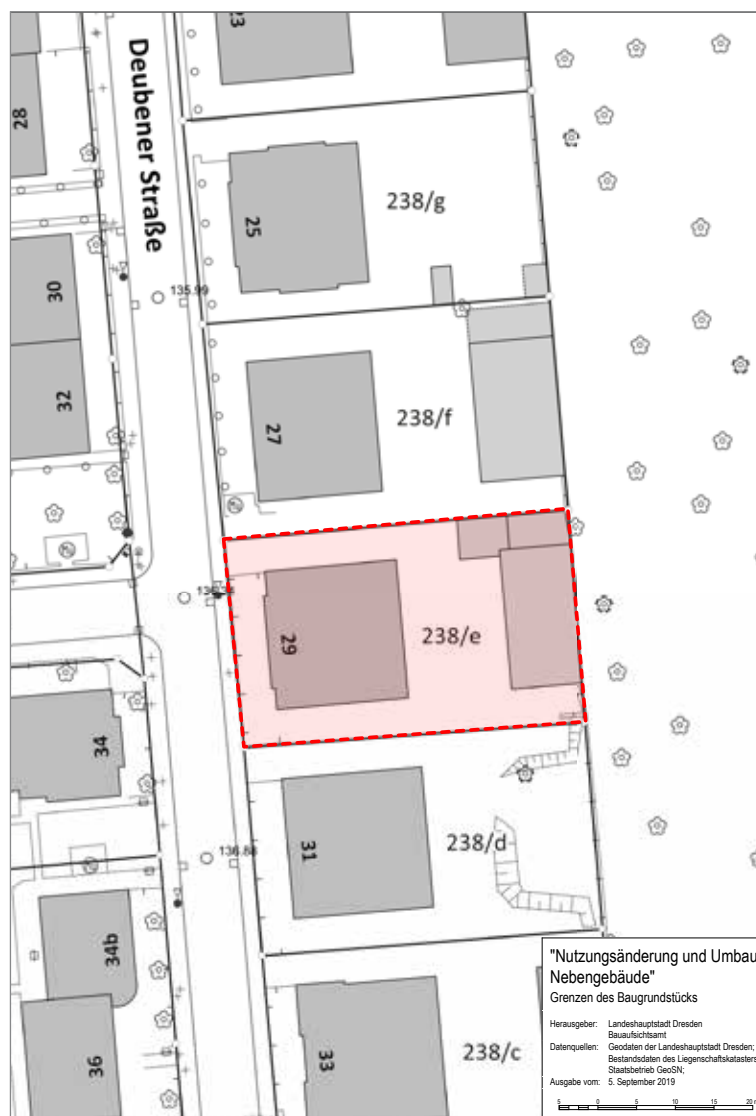 23
Deubener Straße
28
25
238/g
30
135.99
32
27
238/f
29
238/e
34
31
238/d
136.88
34b
36
33
238/c
"Nutzungsänderung und Umbau
Nebengebäude"
Grenzen des Baugrundstücks
Herausgeber: Landeshauptstadt Dresden
Bauaufsichtsamt
Datenquellen: Geodaten der Landeshauptstadt Dresden;
Bestandsdaten des Liegenschaftskatasters
Staatsbetrieb GeoSN;
Ausgabe vom: 5. September 2019
5 0 5 10 15 20